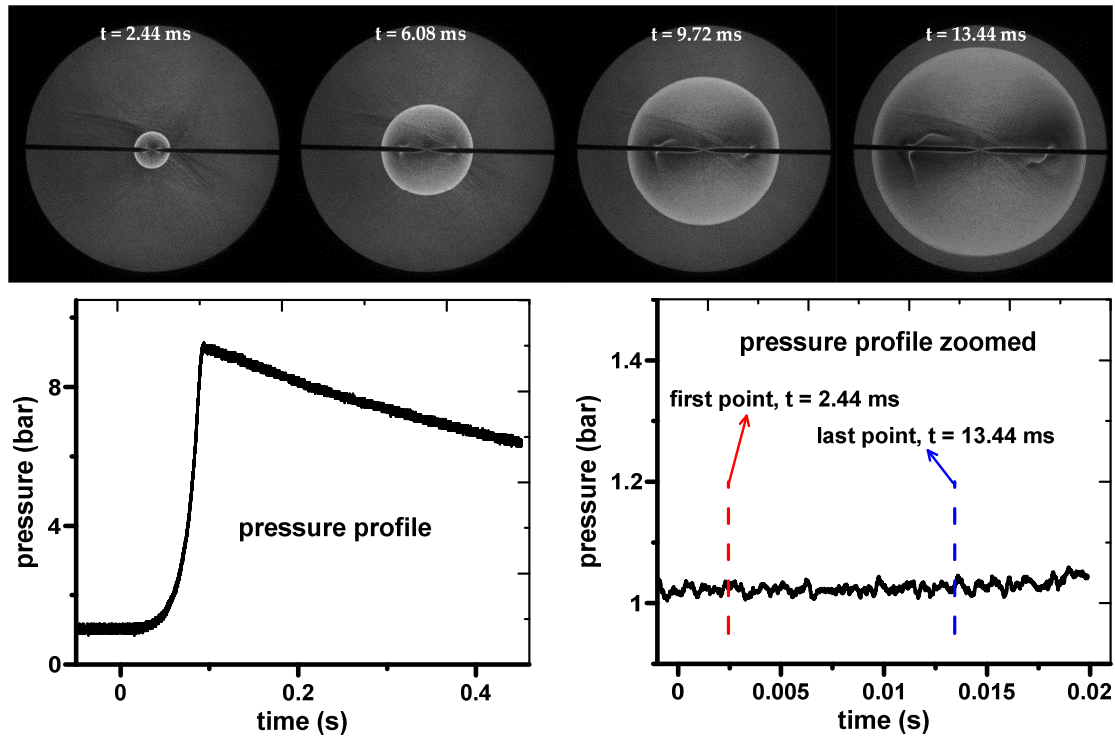 t = 2.44 ms
t = 6.08 ms
t = 9.72 ms
t = 13.44 ms
pressure (bar)
8
4
0
pressure profile
0
0.2
0.4
time (s)
pressure (bar)
1.4
1.2
1
pressure profile zoomed
first point, t = 2.44 ms
last point, t = 13.44 ms
0
0.005
0.01
0.015
0.02
time (s)